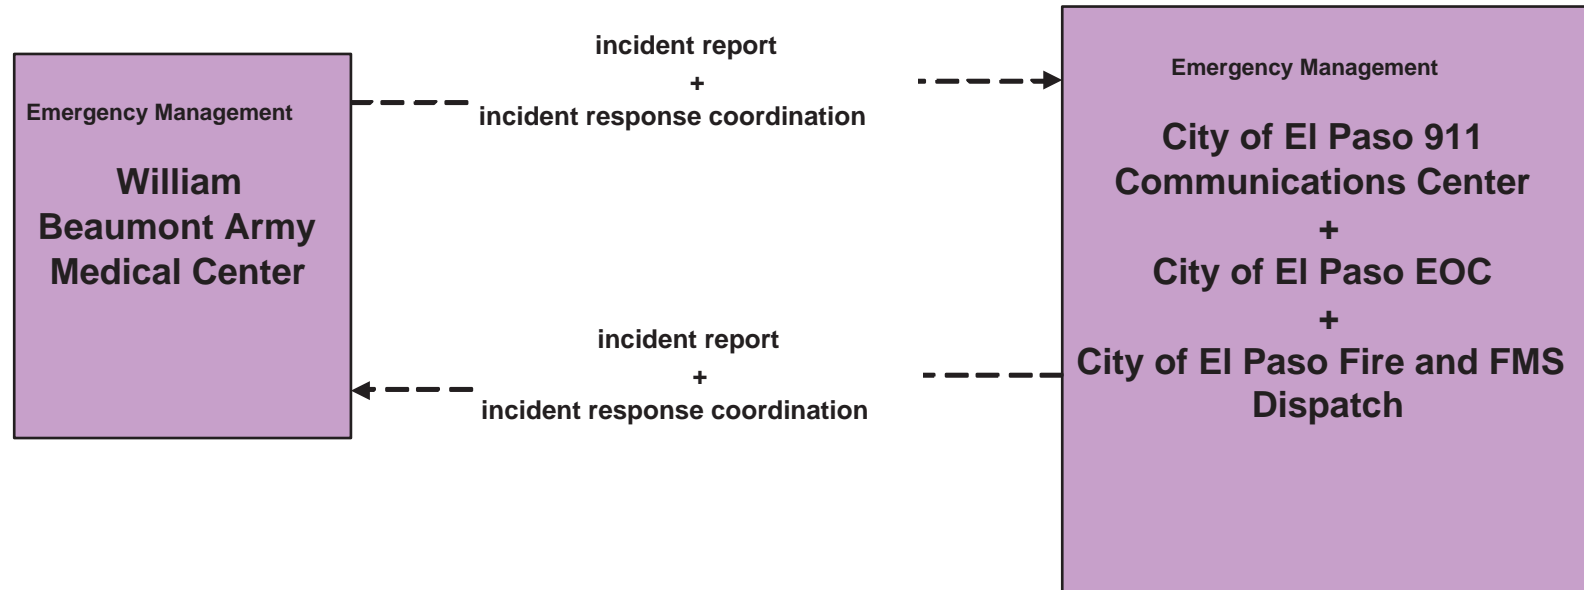 Emergency Management
William
Beaumont Army
Medical Center
incident report
+
incident response coordination
incident report
+
incident response coordination
Emergency Management
City of El Paso 911
Communications Center
+
City of El Paso EOC
+
City of El Paso Fire and FMS
Dispatch